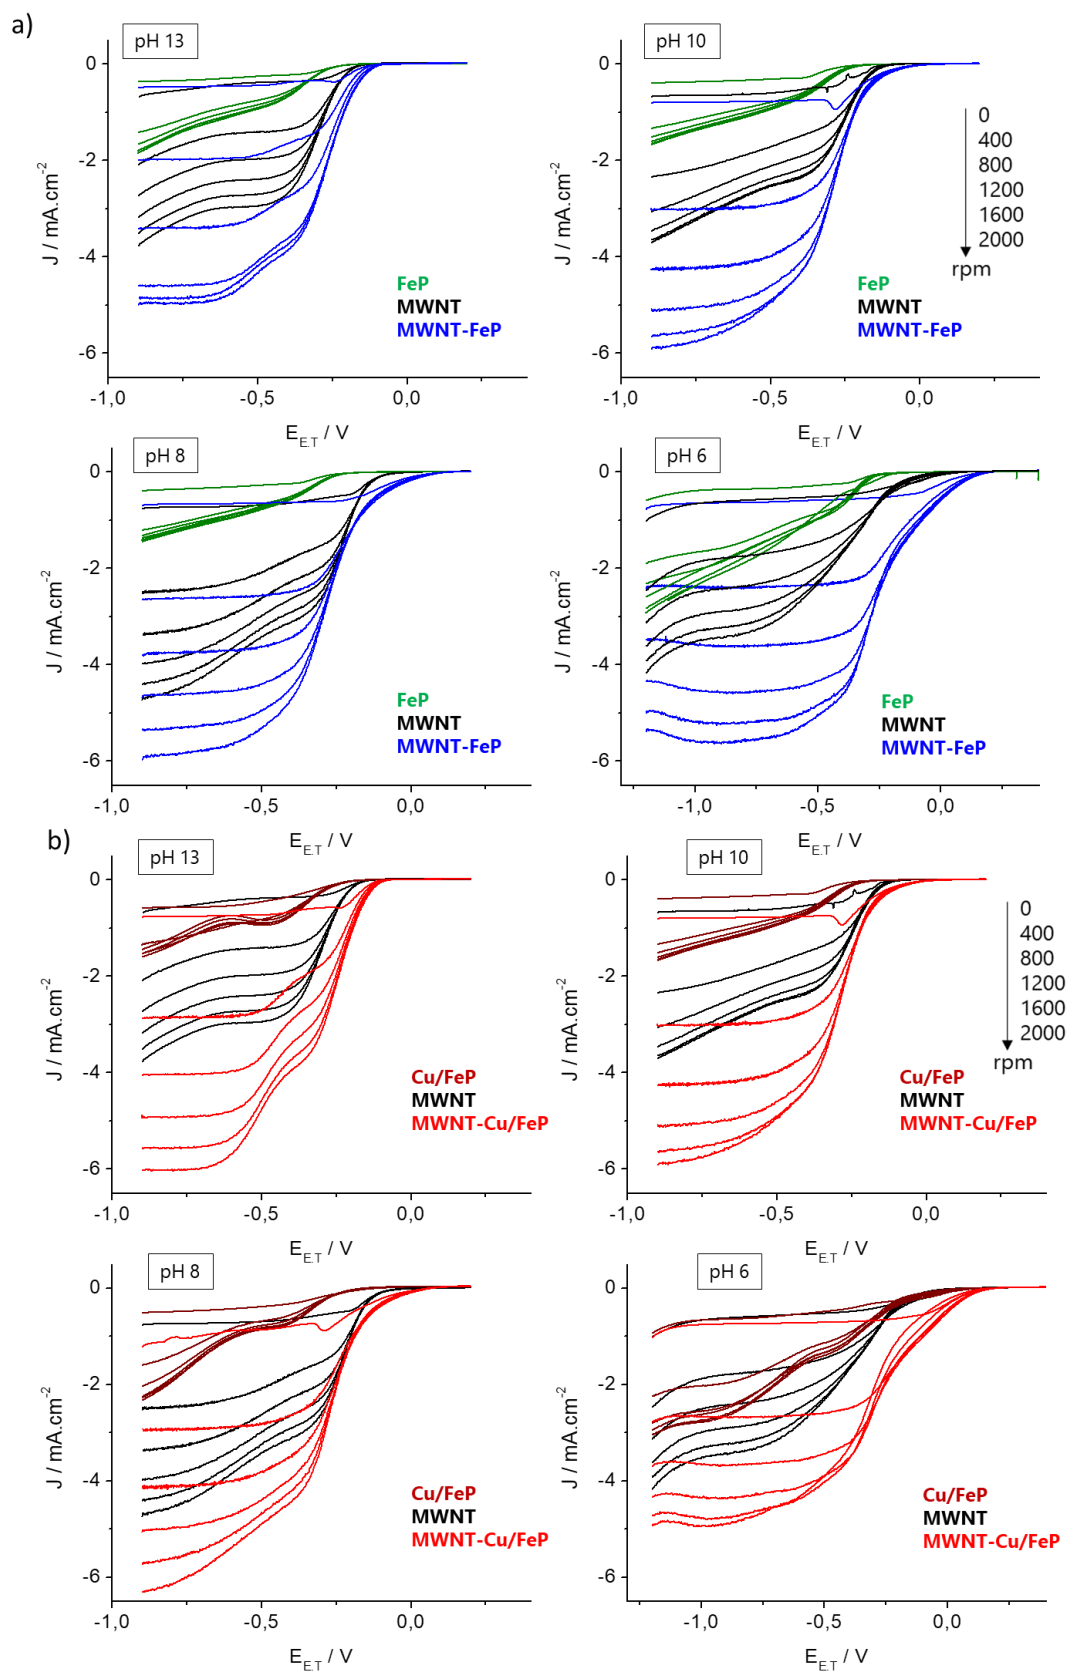 a)
pH 13
0
-2
-4
-6
J / mA.cm-2
FeP
MWNT
MWNT-FeP
-1,0
-0,5
0,0
EE.T / V
pH 10
0
-2
-4
-6
J / mA.cm-2
0
400
800
1200
1600
2000
rpm
FeP
MWNT
MWNT-FeP
-1,0
-0,5
0,0
EE.T / V
pH 8
0
-2
-4
-6
J / mA.cm-2
FeP
MWNT
MWNT-FeP
-1,0
-0,5
0,0
EE.T / V
pH 6
0
-2
-4
-6
J / mA.cm-2
FeP
MWNT
MWNT-FeP
-1,0
-0,5
0,0
EE.T / V
b)
pH 13
0
-2
-4
-6
J / mA.cm-2
Cu/FeP
MWNT
MWNT-Cu/FeP
-1,0
-0,5
0,0
EE.T / V
pH 10
0
-2
-4
-6
J / mA.cm-2
0
400
800
1200
1600
2000
rpm
Cu/FeP
MWNT
MWNT-Cu/FeP
-1,0
-0,5
0,0
EE.T / V
pH 8
0
-2
-4
-6
J / mA.cm-2
Cu/FeP
MWNT
MWNT-Cu/FeP
-1,0
-0,5
0,0
EE.T / V
pH 6
0
-2
-4
-6
J / mA.cm-2
Cu/FeP
MWNT
MWNT-Cu/FeP
-1,0
-0,5
0,0
EE.T / V